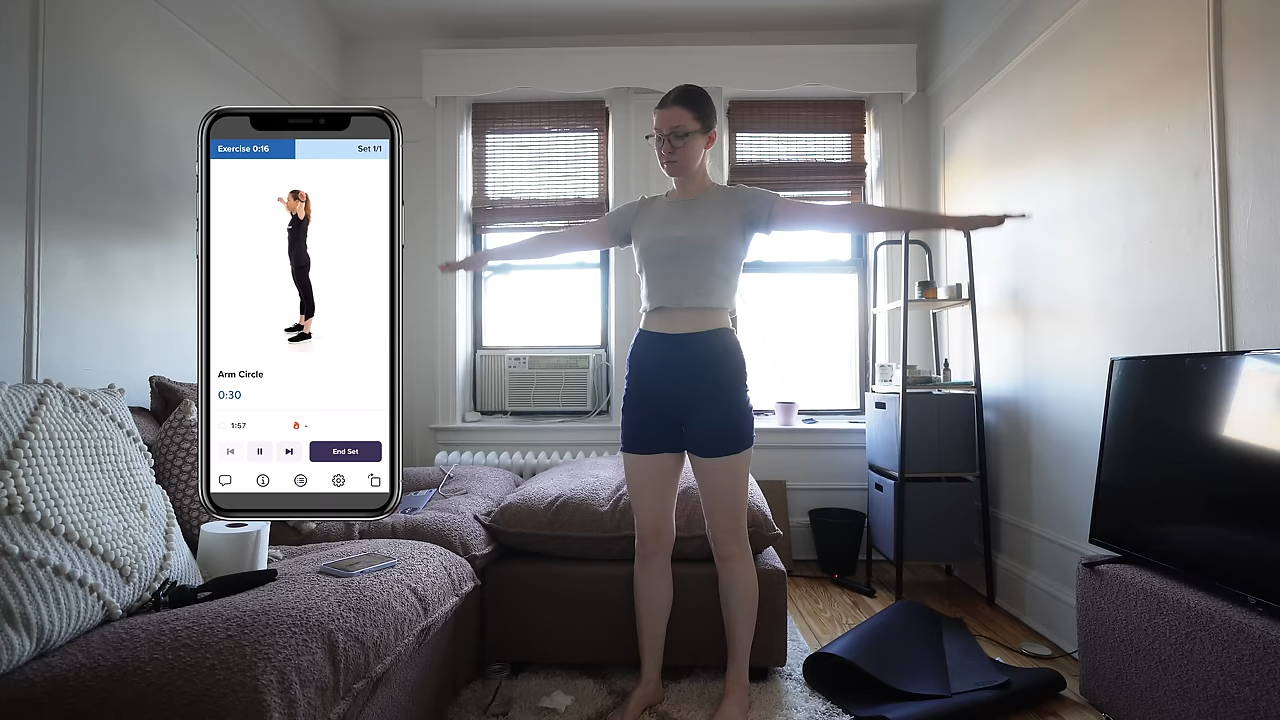 Exercise 0:16
Set 1/1
Arm Circle
0:30
1:57
-
End Set